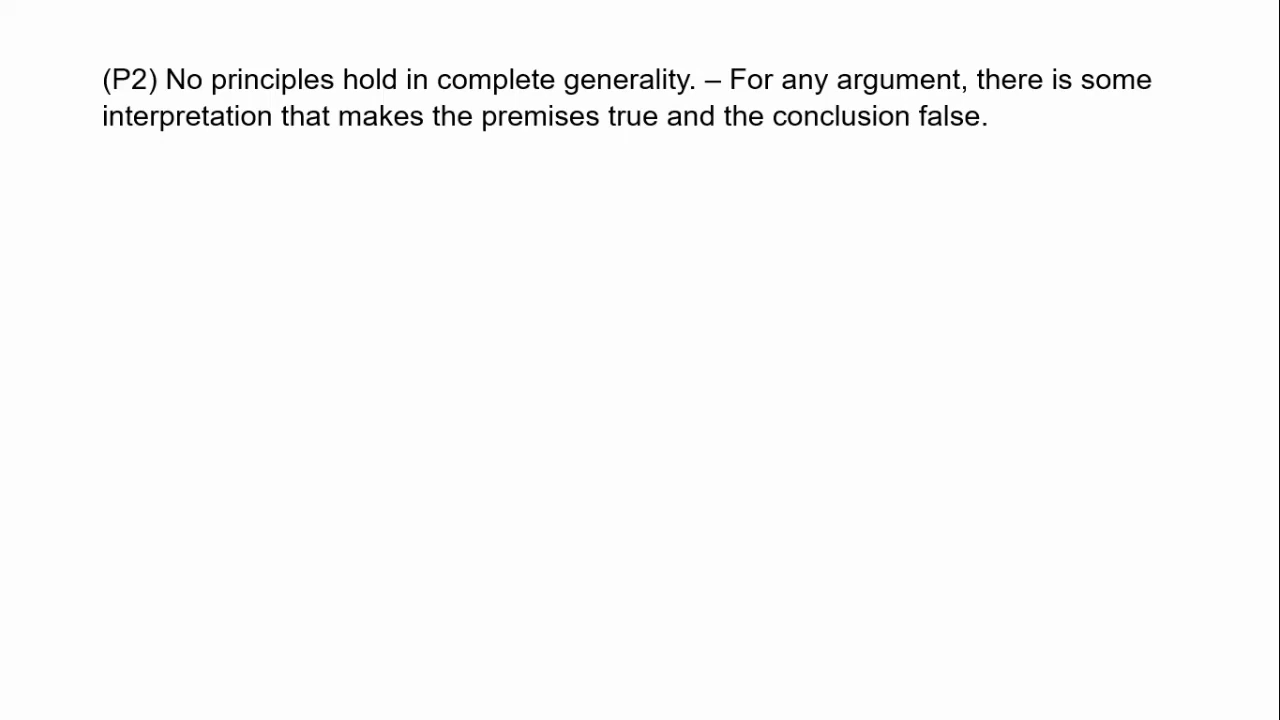 (P2) No principles hold in complete generality. – For any argument, there is some
interpretation that makes the premises true and the conclusion false.